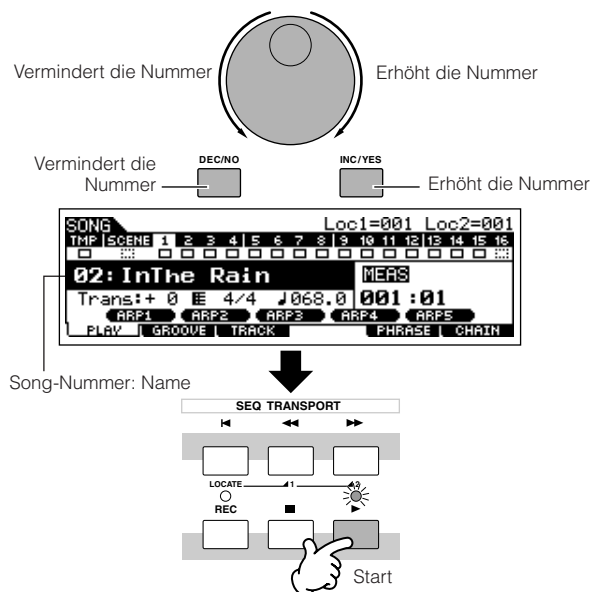 Vermindert die Nummer
Erhöht die Nummer
Vermindert die
Nummer
DEC/NO
INC/YES
Erhöht die Nummer
SONG Loc1=001 Loc2=001
TMP SCENE 1 2 3 4 5 6 7 8 9 10 11 12 13 14 15 16
02:InThe Rain MEAS
Trans:+ 0 4/4 ♩068.0 001:01
ARP1 ARP2 ARP3 ARP4 ARP5
PLAY GROOVE TRACK PHRASE CHAIN
Song-Nummer: Name
SEQ TRANSPORT
LOCATE 1 2
REC
Start